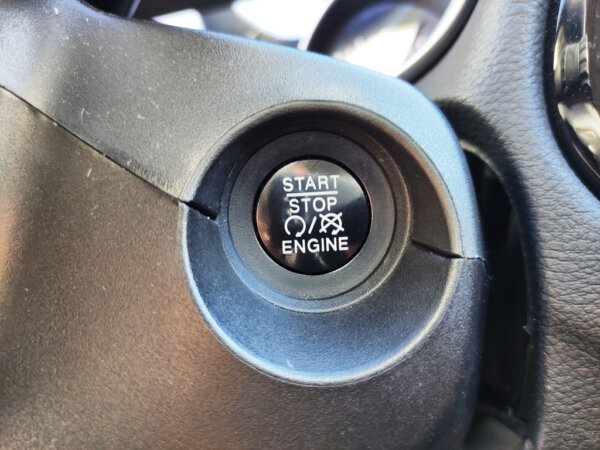 START
STOP
/
ENGINE